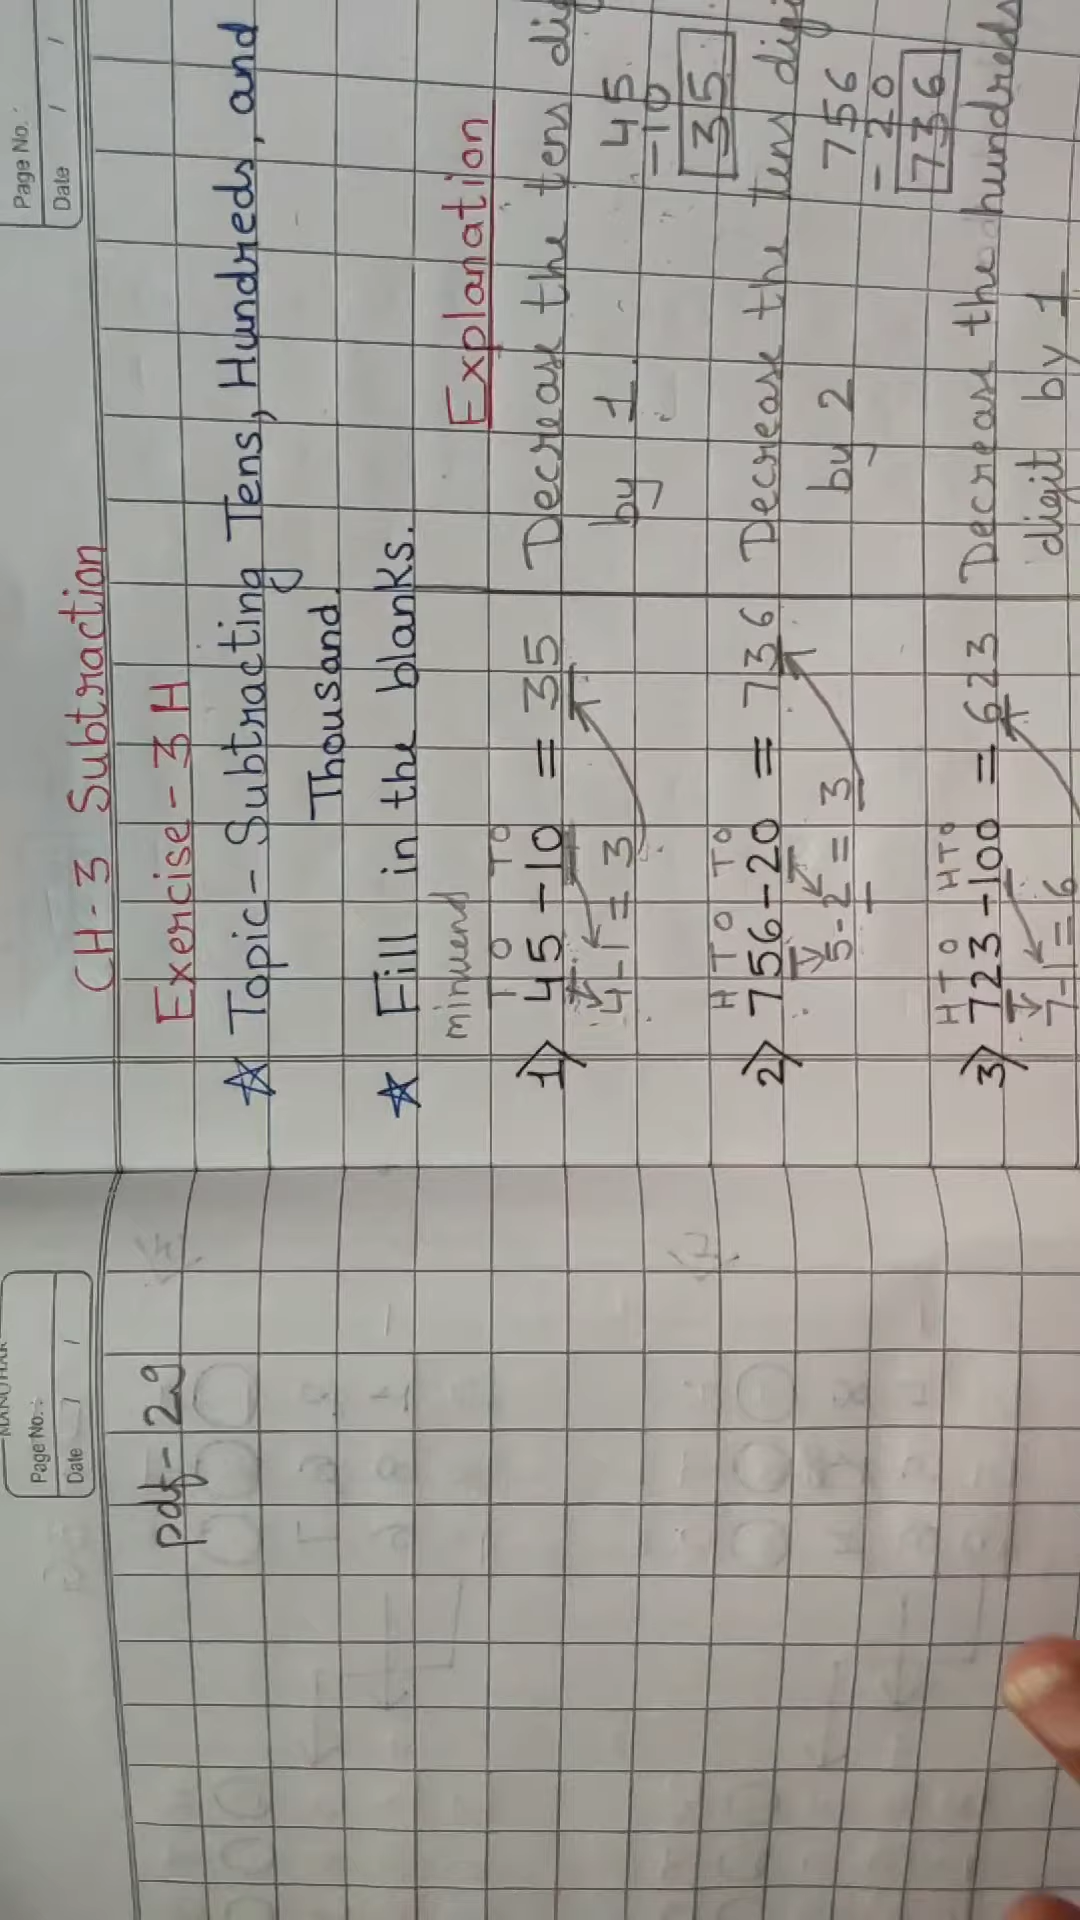 Page No.
Date / /
CH-3 Subtraction
Exercise-3H
☆ Topic- Subtracting Tens, Hundreds, and
Thousand.
☆ Fill in the blanks.
minuend
Explanation
T O T O
1> 45-10 = 35 Decrease the tens
4-1=3 by 1. 45
-10
35
H T O T O
2> 756-20 = 736 Decrease the tens
5-2=3 by 2 756
-20
736
H T O H T O
3> 723-100 = 623 Decrease the hundreds
7-1=6 digit by 1
Page No.:
Date / /
pdf-29